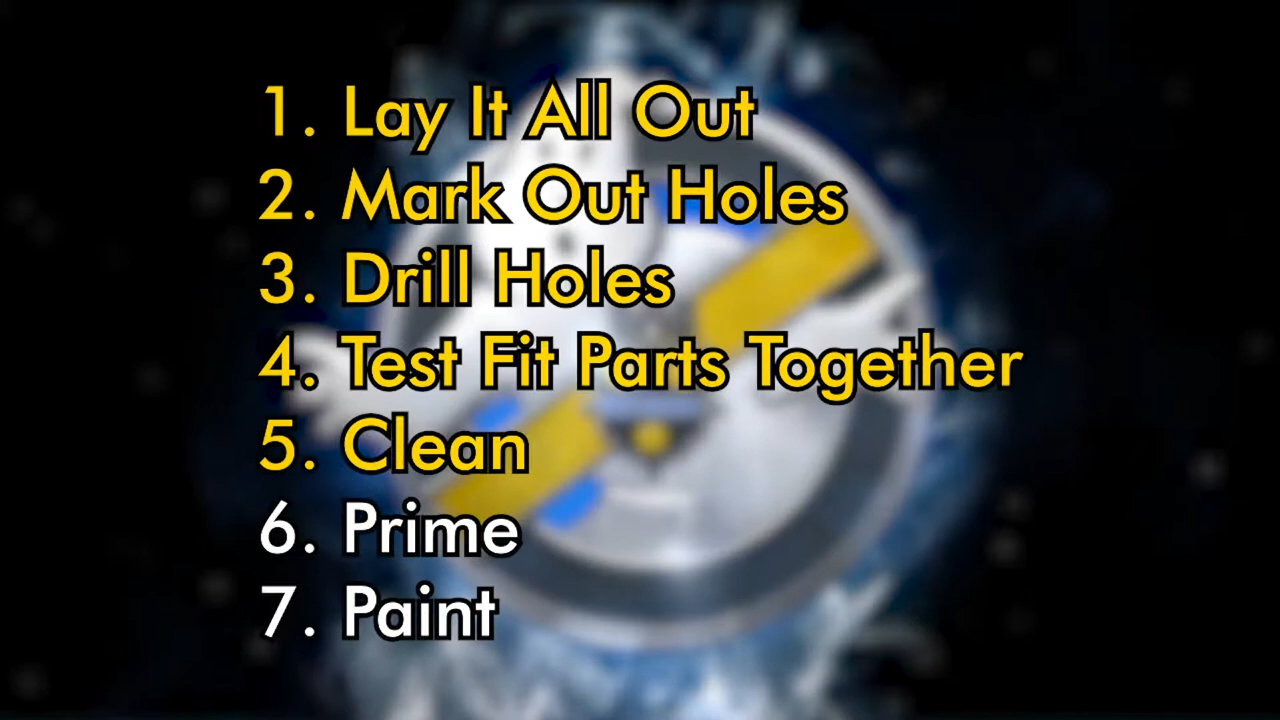 1. Lay It All Out
2. Mark Out Holes
3. Drill Holes
4. Test Fit Parts Together
5. Clean
6. Prime
7. Paint